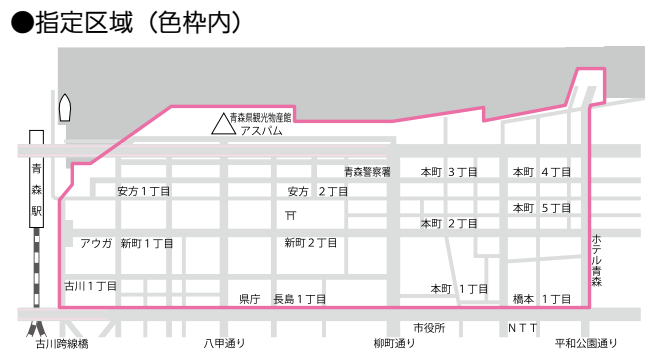 ●指定区域（色枠内）
青森県観光物産館
アスパム
青森駅
青森警察署
本町 3丁目
本町 4丁目
安方1丁目
安方 2丁目
本町 5丁目
本町 2丁目
アウガ
新町1丁目
新町2丁目
ホテル青森
古川1丁目
県庁
長島1丁目
本町 1丁目
橋本 1丁目
市役所
NTT
古川跨線橋
八甲通り
柳町通り
平和公園通り